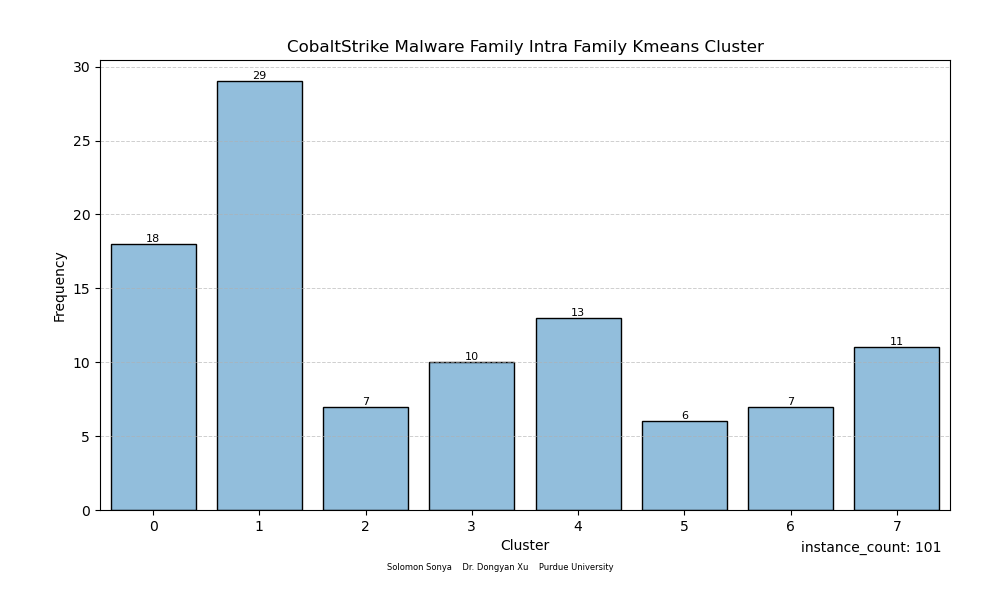 CobaltStrike Malware Family Intra Family Kmeans Cluster
30
25
20
15
10
5
0
Frequency
18
29
7
10
13
6
7
11
0 1 2 3 4 5 6 7
Cluster
instance_count: 101
Solomon Sonya Dr. Dongyan Xu Purdue University